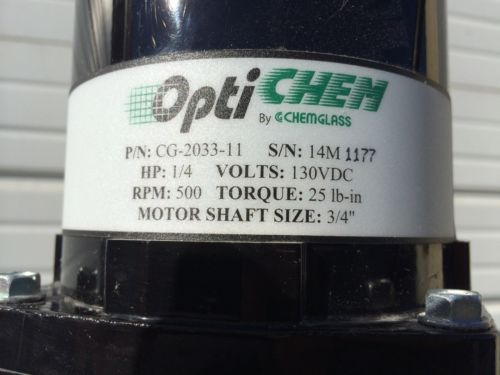 OptiCHEM
By CG CHEMGLASS
P/N: CG-2033-11 S/N: 14M 1177
HP: 1/4 VOLTS: 130VDC
RPM: 500 TORQUE: 25 lb-in
MOTOR SHAFT SIZE: 3/4"